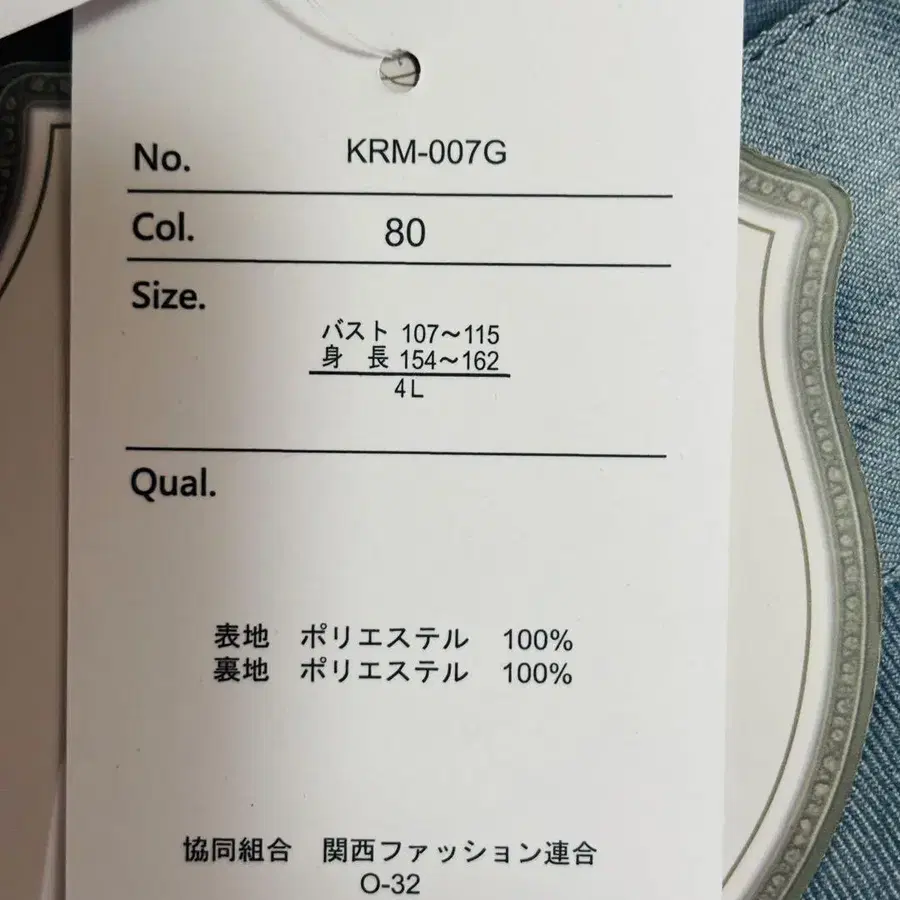 No. KRM-007G
Col. 80
Size.
バスト 107～115
身　長 154～162
4L
Qual.
表地　ポリエステル　100%
裏地　ポリエステル　100%
協同組合　関西ファッション連合
O-32